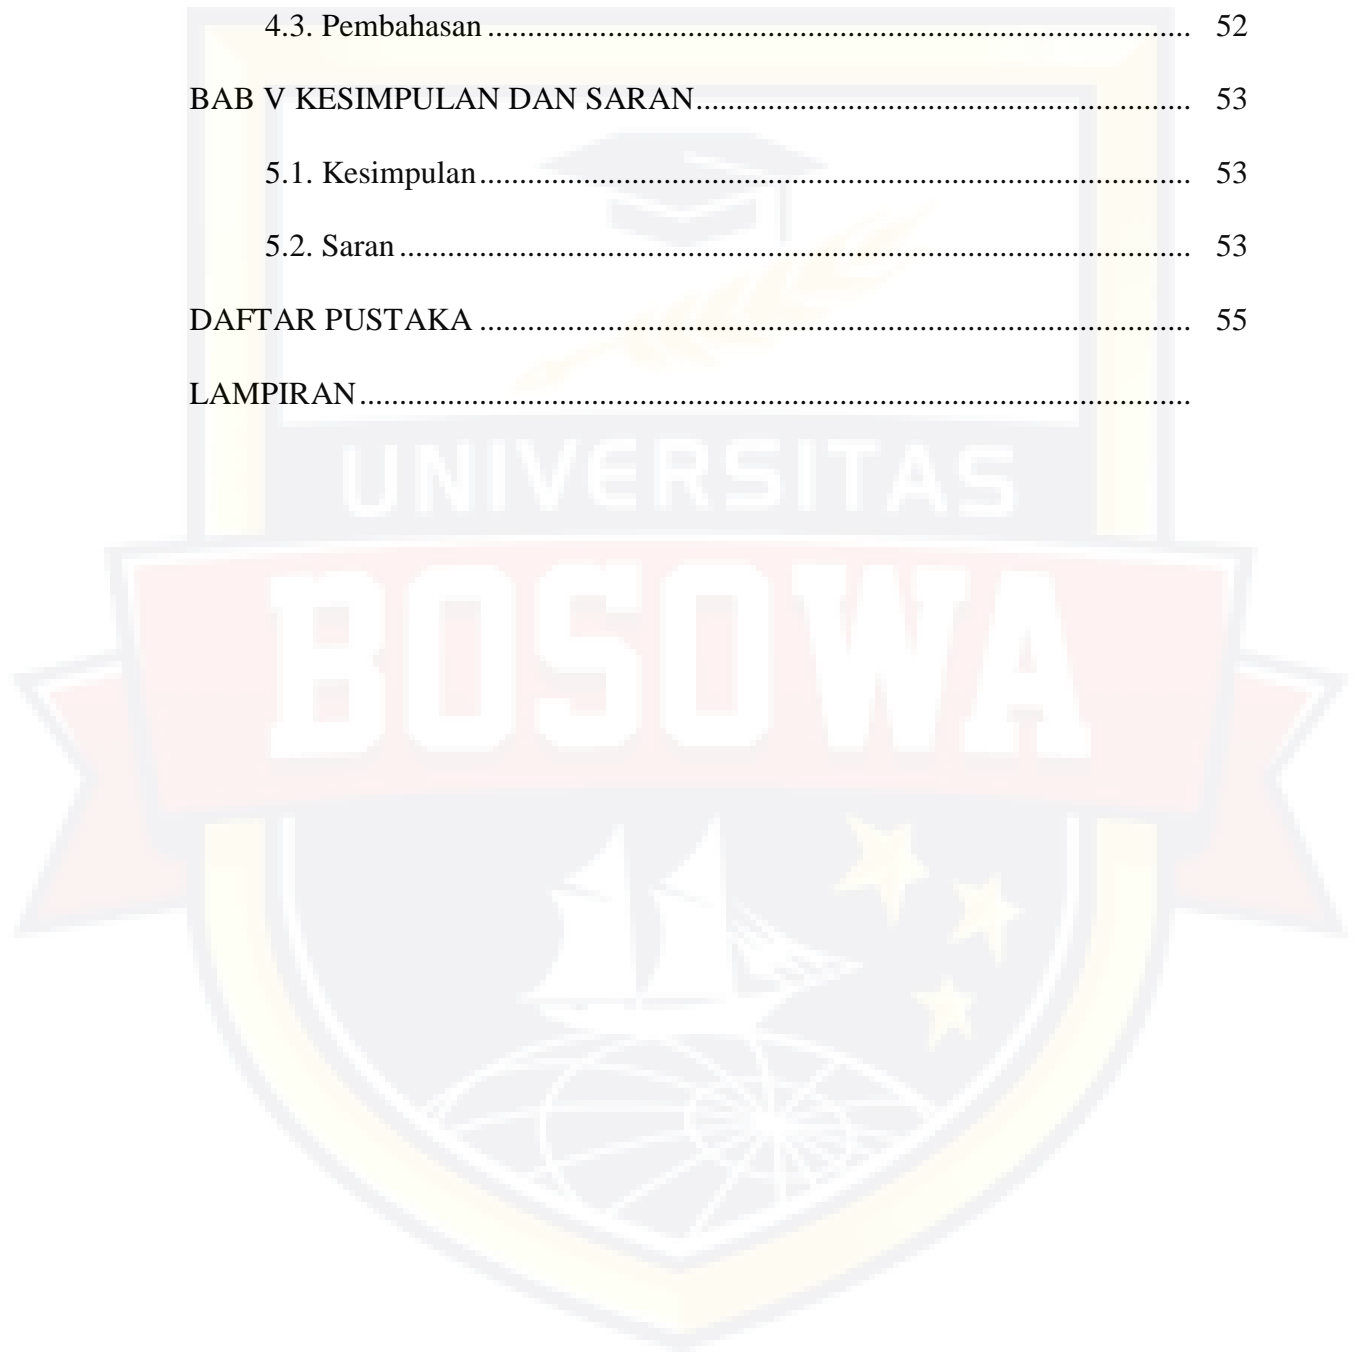 4.3. Pembahasan ........................................................................................ 52
BAB V KESIMPULAN DAN SARAN.............................................................. 53
5.1. Kesimpulan......................................................................................... 53
5.2. Saran ................................................................................................... 53
DAFTAR PUSTAKA ......................................................................................... 55
LAMPIRAN........................................................................................................
UNIVERSITAS
BOSOWA